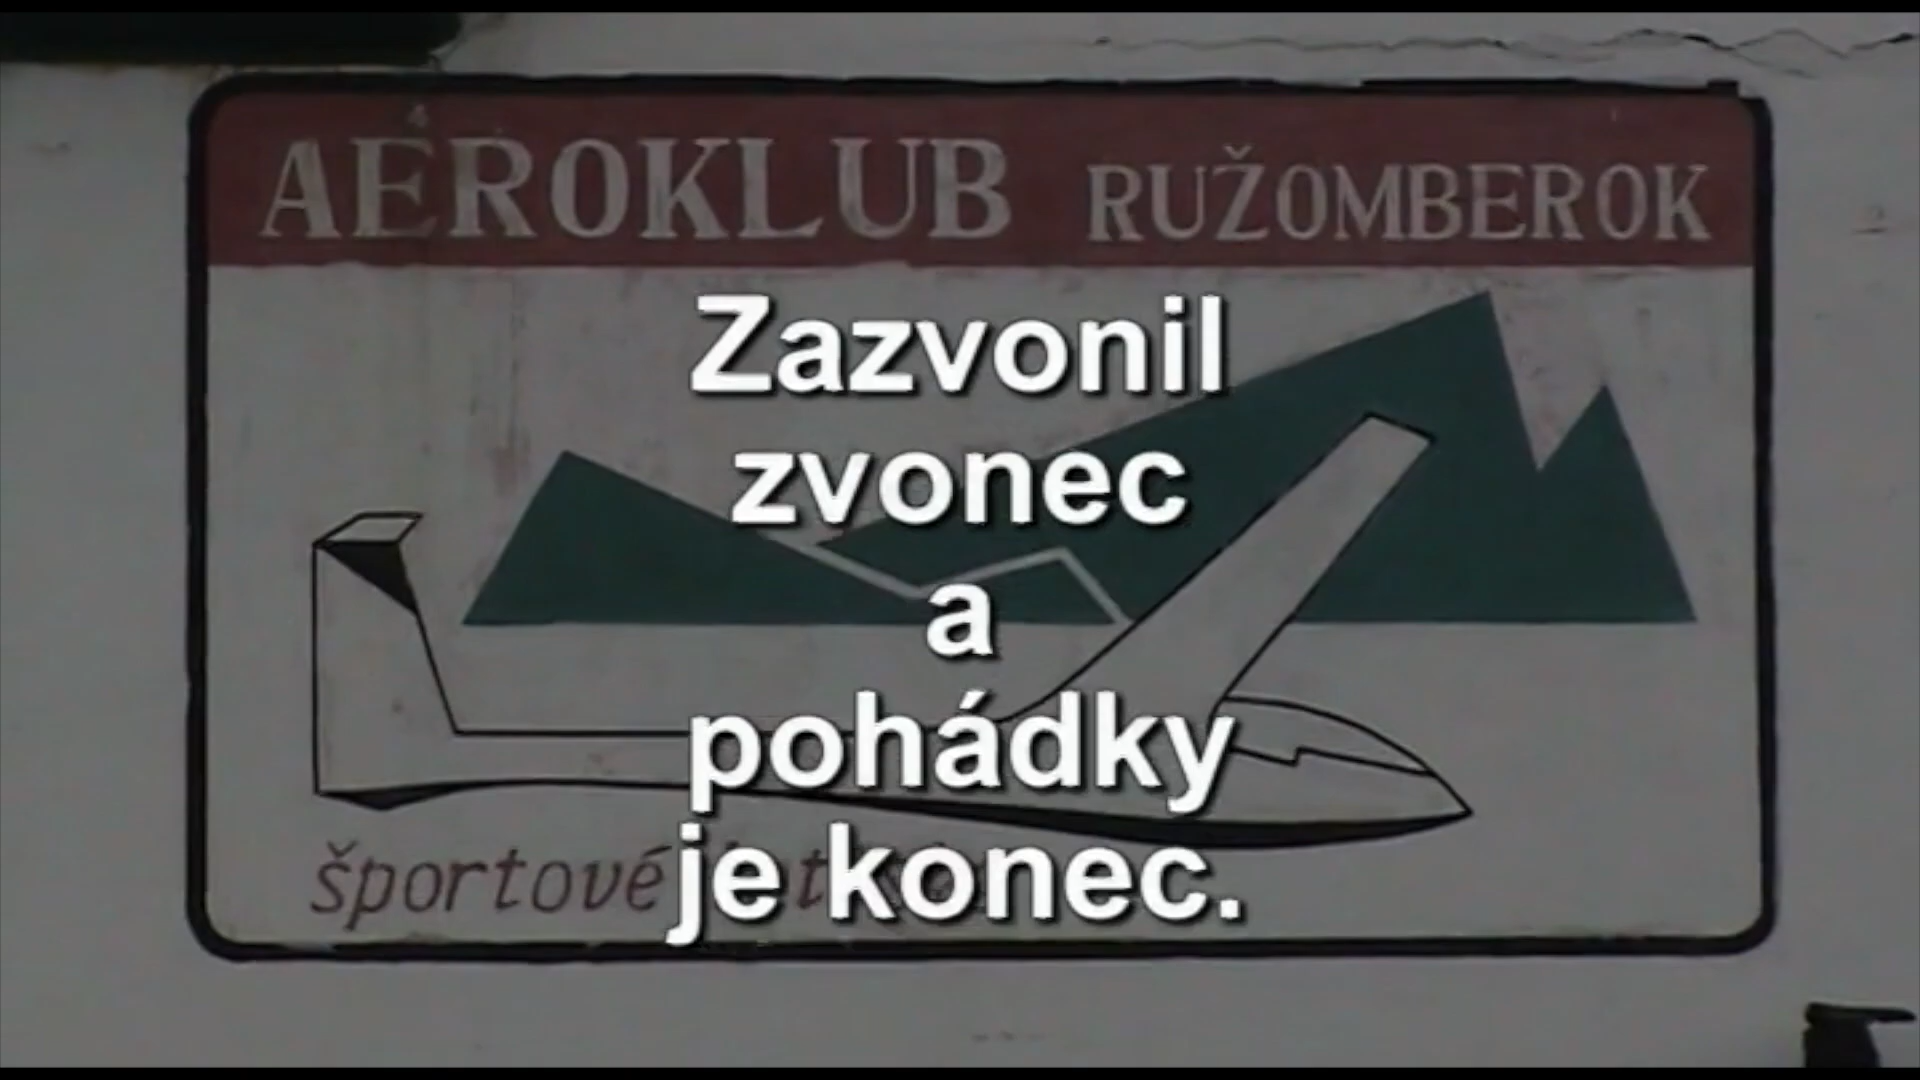 AEROKLUB RUŽOMBEROK
Zazvonil
zvonec
a
pohádky
je konec.
športové